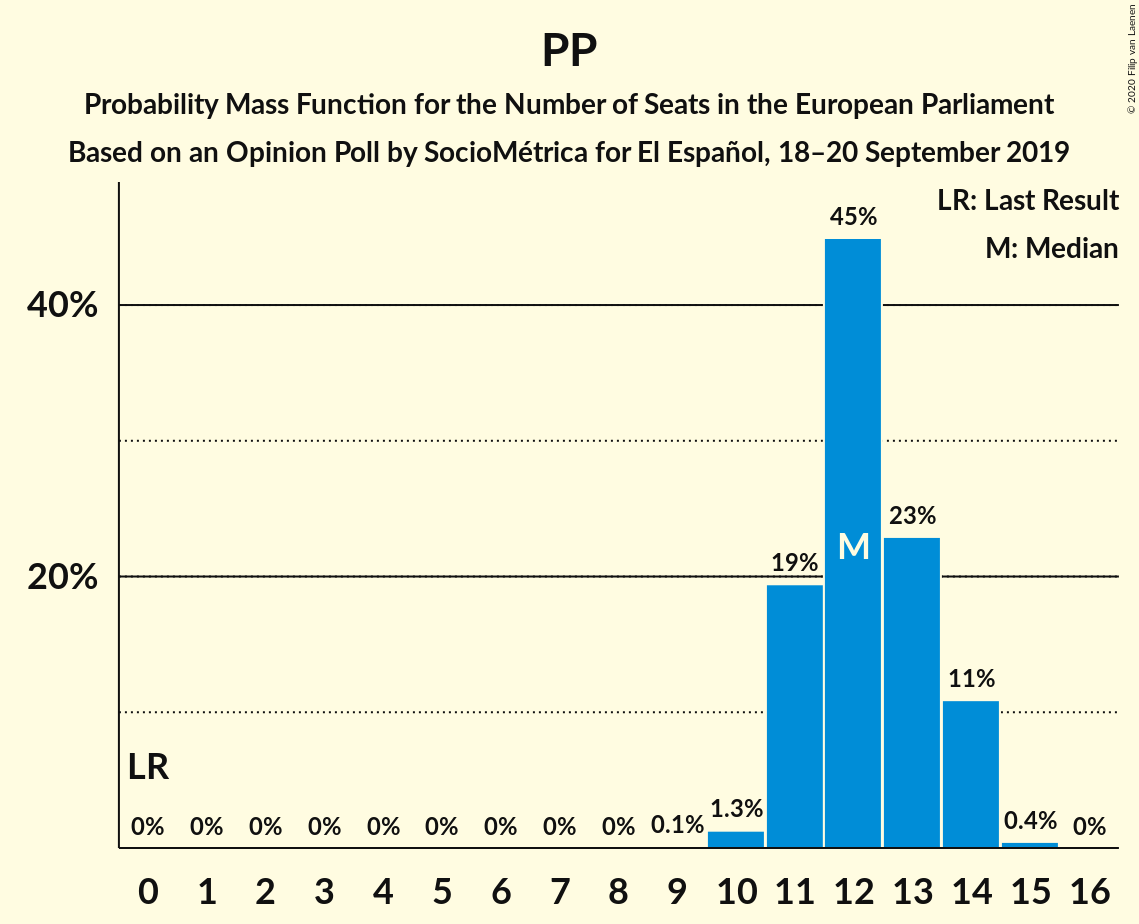 PP
Probability Mass Function for the Number of Seats in the European Parliament
Based on an Opinion Poll by SocioMétrica for El Español, 18–20 September 2019
© 2020 Filip van Laenen
LR: Last Result
M: Median
45%
40%
23%
M
19%
20%
11%
LR
0% 0% 0% 0% 0% 0% 0% 0% 0% 0.1% 1.3% 0.4% 0%
0 1 2 3 4 5 6 7 8 9 10 11 12 13 14 15 16